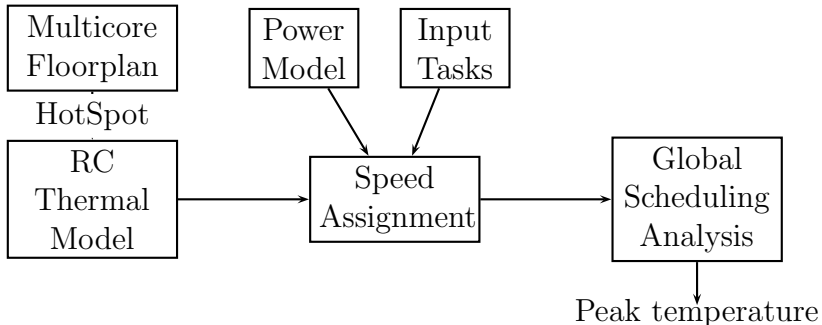 Multicore
Floorplan
HotSpot
RC
Thermal
Model
Power
Model
Input
Tasks
Speed
Assignment
Global
Scheduling
Analysis
Peak temperature